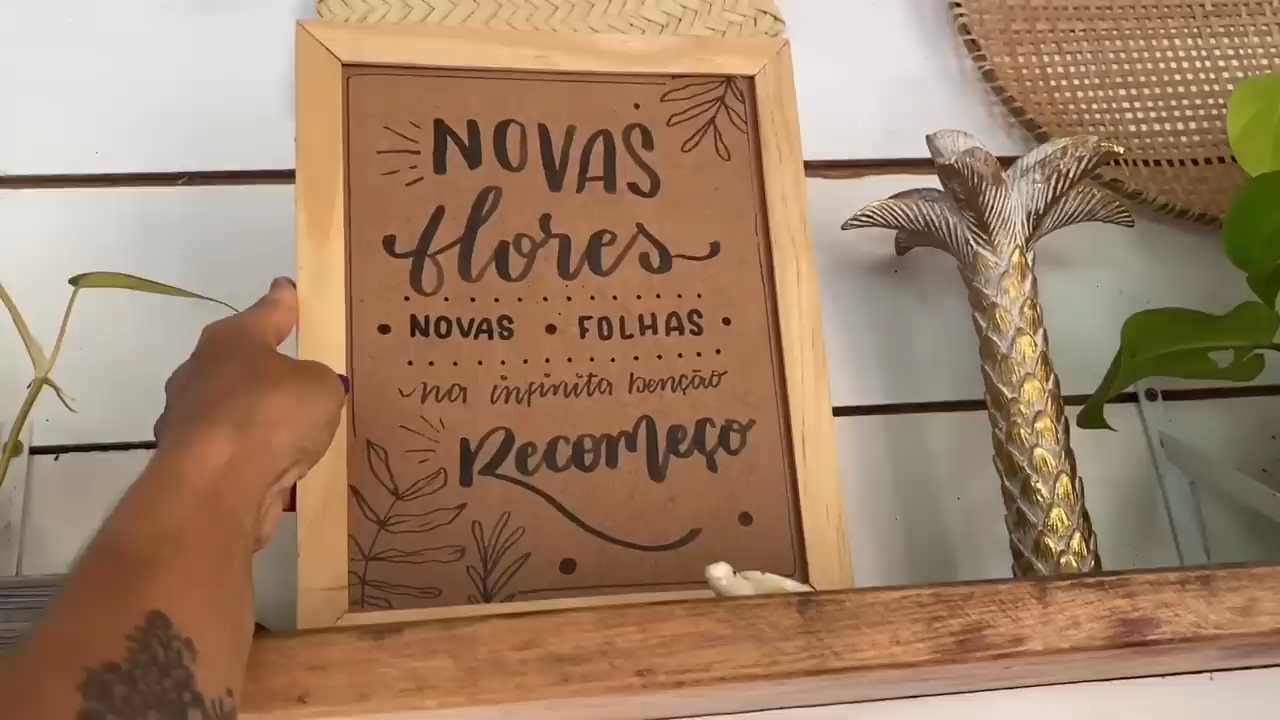 NOVAS
flores
NOVAS • FOLHAS
na infinita benção
Recomeço